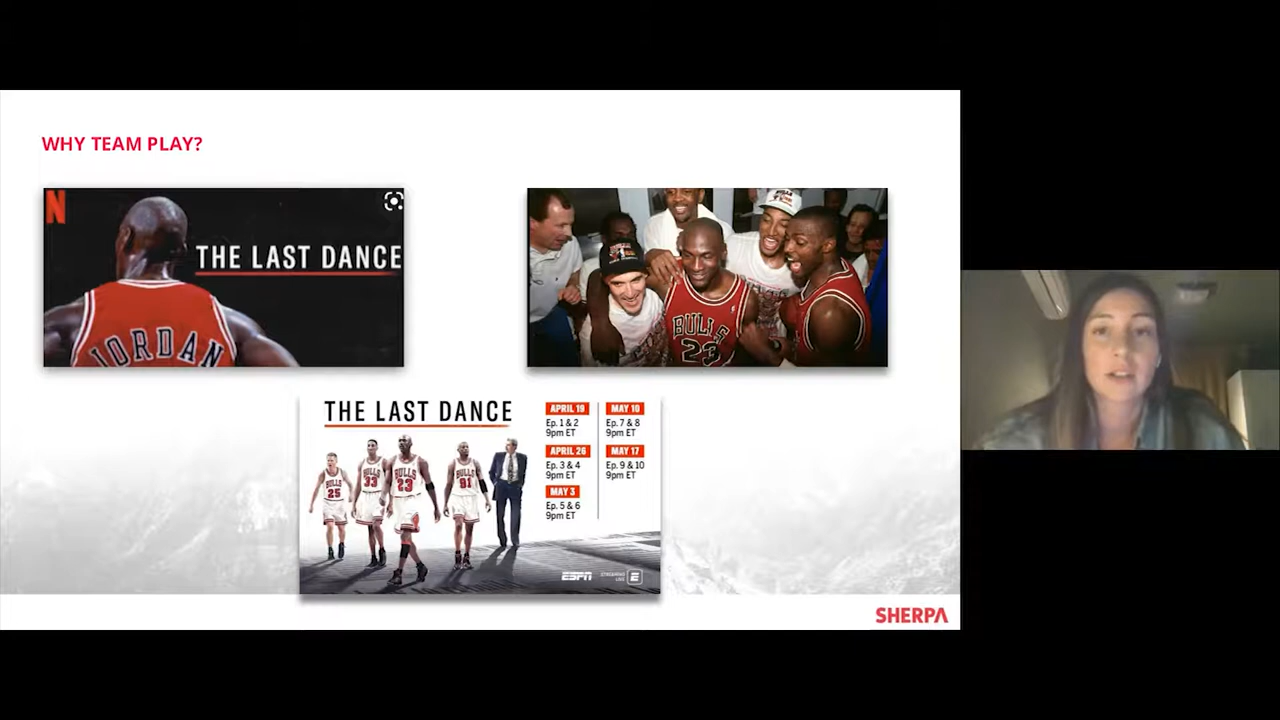 WHY TEAM PLAY?
N
THE LAST DANCE
JORDAN
BULLS
23
THE LAST DANCE
APRIL 19
Ep. 1 & 2
9pm ET
APRIL 26
Ep. 3 & 4
9pm ET
MAY 3
Ep. 5 & 6
9pm ET
MAY 10
Ep. 7 & 8
9pm ET
MAY 17
Ep. 9 & 10
9pm ET
BULLS
25
BULLS
33
BULLS
23
BULLS
91
ESPN
STREAMING
LIVE
E
SHERPA